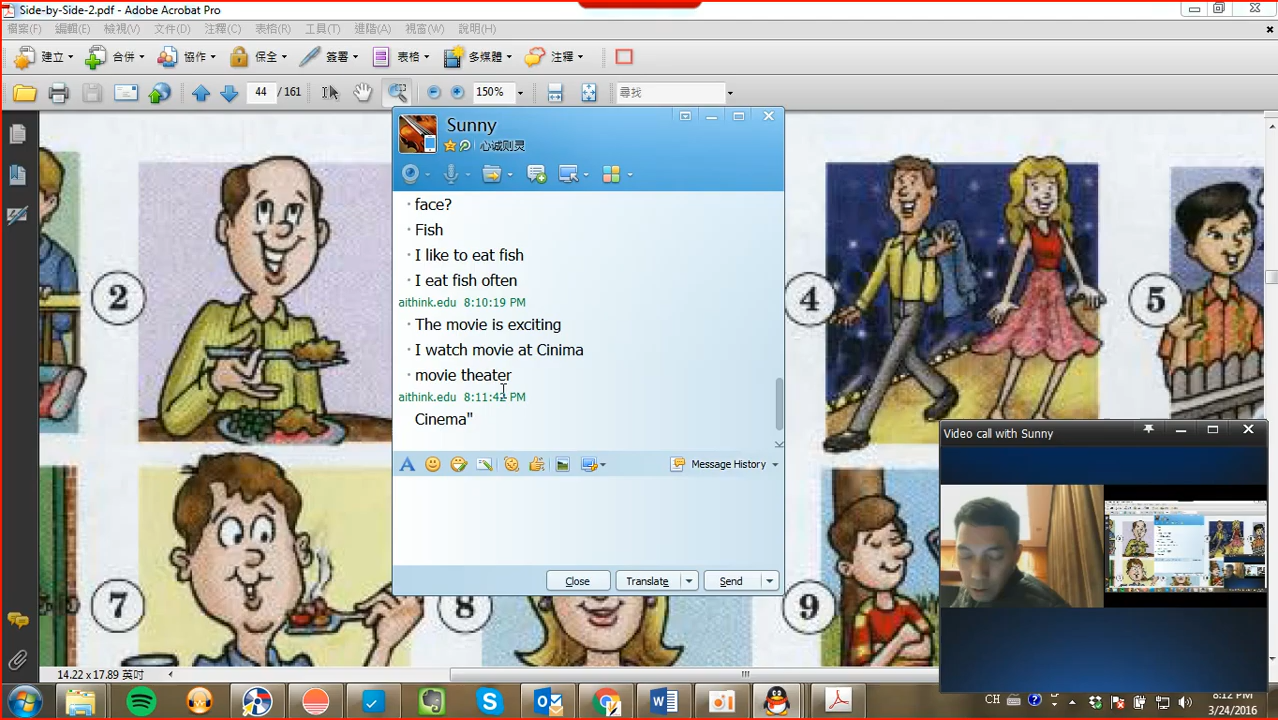 Side-by-Side-2.pdf - Adobe Acrobat Pro
檔案(F) 編輯(E) 檢視(V) 文件(D) 注釋(C) 表格(R) 工具(T) 進階(A) 視窗(W) 說明(H)
建立 合併 協作 保全 簽署 表格 多媒體 注釋
44 / 161 150% 尋找
Sunny
心诚则灵
face?
Fish
I like to eat fish
I eat fish often
aithink.edu 8:10:19 PM
The movie is exciting
I watch movie at Cinima
movie theater
aithink.edu 8:11:42 PM
Cinema"
Message History
Close Translate Send
2
4
5
7
8
9
Video call with Sunny
14.22 x 17.89 英吋
CH
8:12 PM
3/24/2016